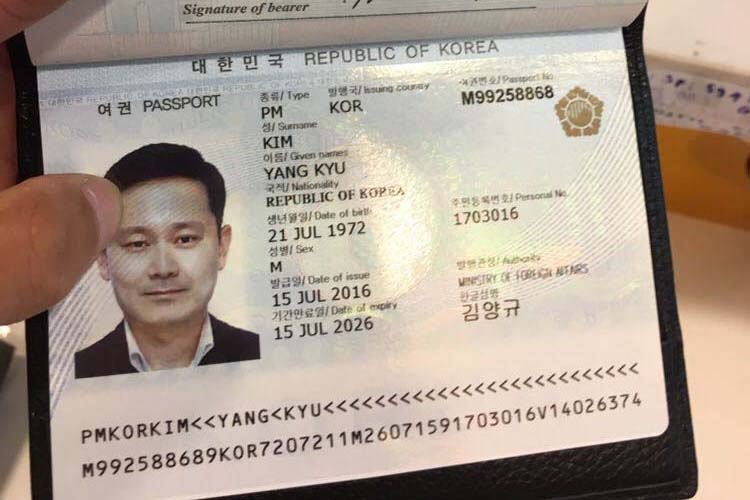 Signature of bearer
대한민국 REPUBLIC OF KOREA
여권 PASSPORT
종류/ Type 발행국/ Issuing country 여권번호/ Passport No.
PM KOR M99258868
성/ Surname
KIM
이름/ Given names
YANG KYU
국적/ Nationality
REPUBLIC OF KOREA
생년월일/ Date of birth 주민등록번호/ Personal No.
21 JUL 1972 1703016
성별/ Sex
M
발급일/ Date of issue 발행관청/ Authority
15 JUL 2016 MINISTRY OF FOREIGN AFFAIRS
기간만료일/ Date of expiry 한글성명
15 JUL 2026 김양규
PMKORKIM<<YANG<KYU<<<<<<<<<<<<<<<<<<<<<<<<<<
M992588689KOR7207211M26071591703016V14026374